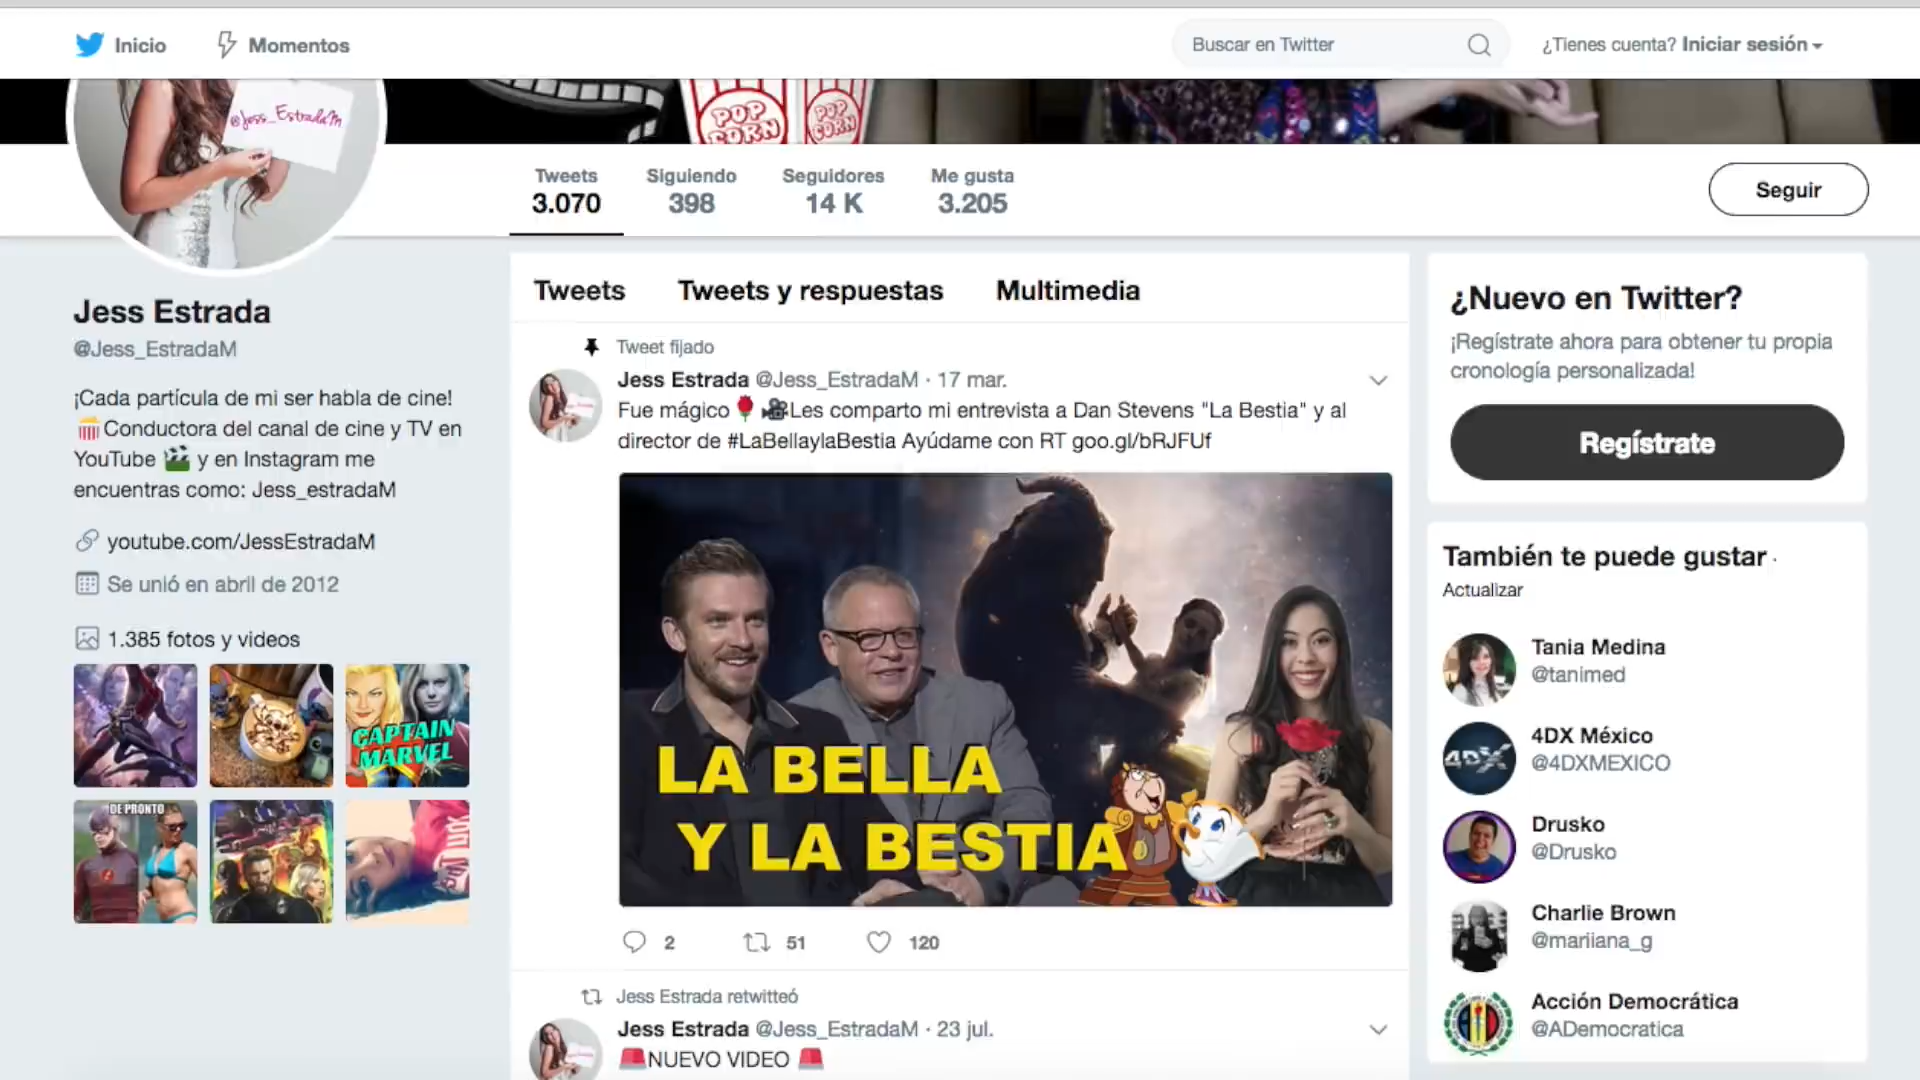 Inicio
Momentos
Buscar en Twitter
¿Tienes cuenta? Iniciar sesión
@Jess_EstradaM
POP CORN
POP CORN
Tweets
3.070
Siguiendo
398
Seguidores
14 K
Me gusta
3.205
Seguir
Jess Estrada
@Jess_EstradaM
¡Cada partícula de mi ser habla de cine!
Conductora del canal de cine y TV en
YouTube y en Instagram me
encuentras como: Jess_estradaM
youtube.com/JessEstradaM
Se unió en abril de 2012
1.385 fotos y videos
CAPTAIN
MARVEL
DE PRONTO
Tweets
Tweets y respuestas
Multimedia
Tweet fijado
Jess Estrada @Jess_EstradaM · 17 mar.
Fue mágico 🌹 🎥Les comparto mi entrevista a Dan Stevens "La Bestia" y al
director de #LaBellaylaBestia Ayúdame con RT goo.gl/bRJFUf
LA BELLA
Y LA BESTIA
2
51
120
Jess Estrada retwitteó
Jess Estrada @Jess_EstradaM · 23 jul.
🚨NUEVO VIDEO 🚨
¿Nuevo en Twitter?
¡Regístrate ahora para obtener tu propia
cronología personalizada!
Regístrate
También te puede gustar ·
Actualizar
Tania Medina
@tanimed
4DX
4DX México
@4DXMEXICO
Drusko
@Drusko
Charlie Brown
@mariiana_g
Acción Democrática
@ADemocratica